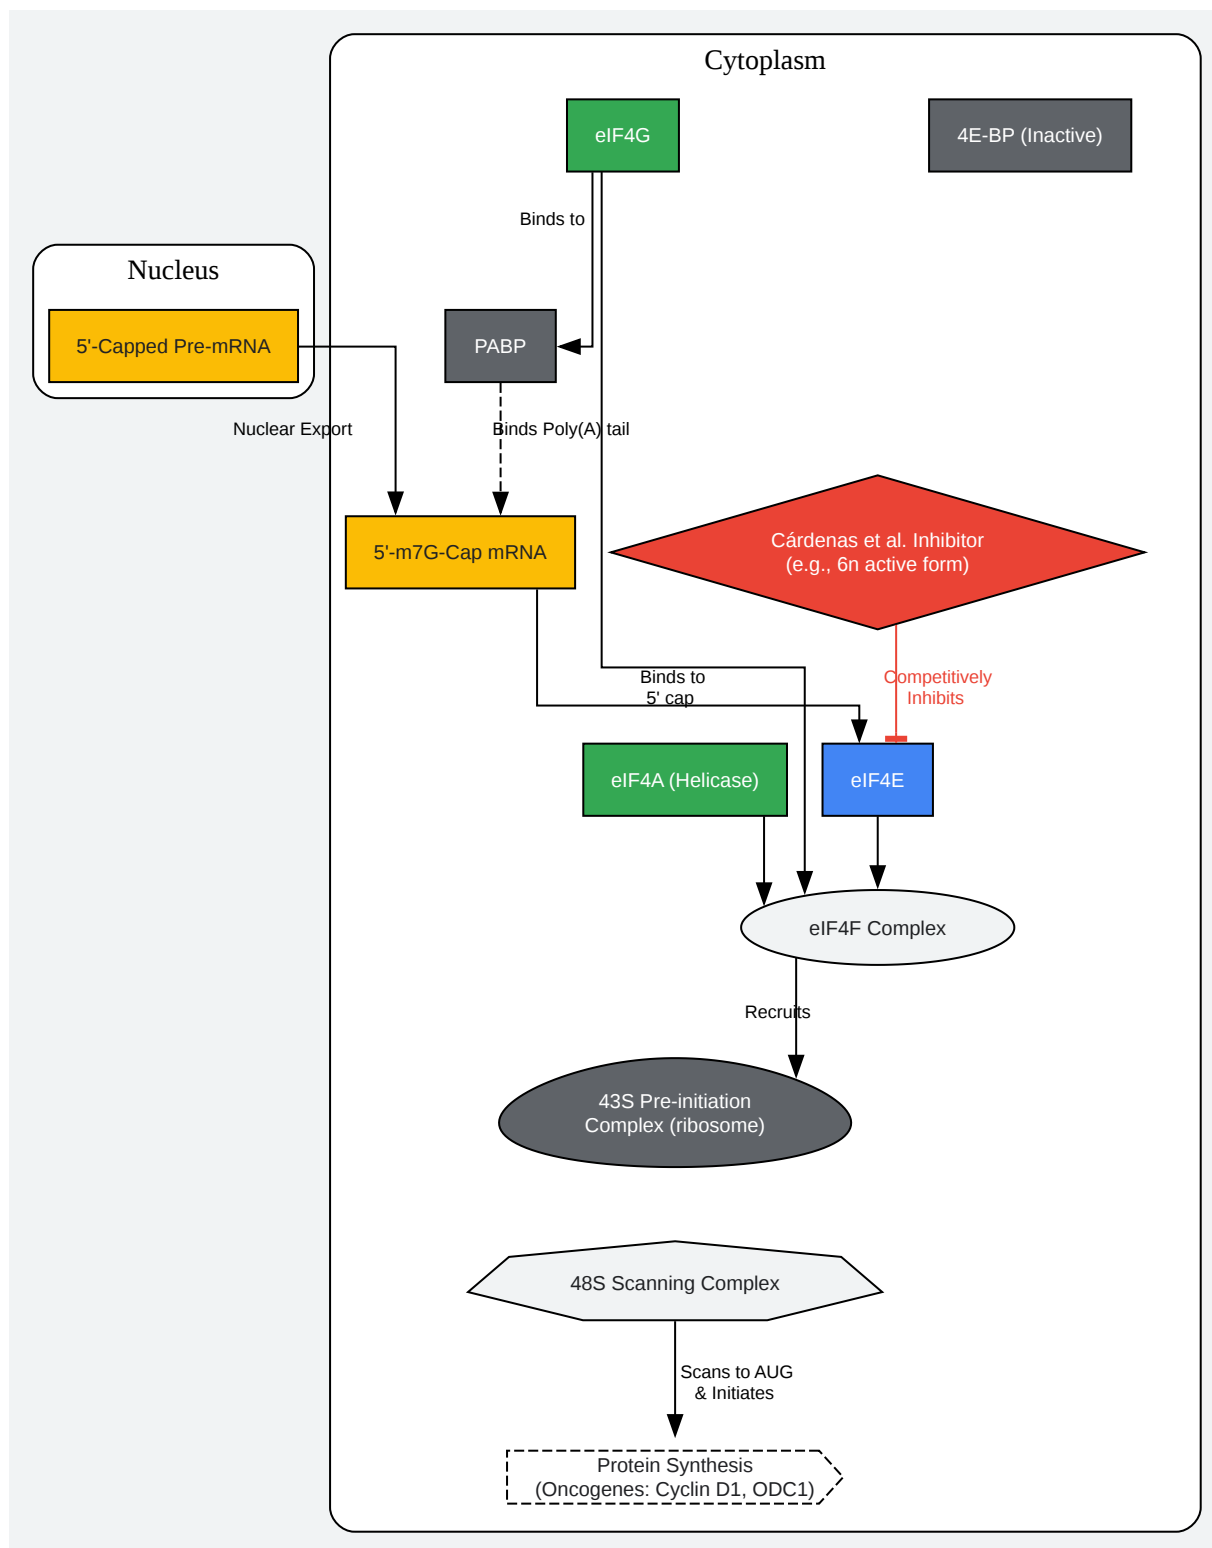 Cytoplasm
eIF4G
4E-BP (Inactive)
Binds to
Nucleus
5'-Capped Pre-mRNA
PABP
Nuclear Export
Binds Poly(A) tail
5'-m7G-Cap mRNA
Cárdenas et al. Inhibitor
(e.g., 6n active form)
Binds to
5' cap
Competitively
Inhibits
eIF4A (Helicase)
eIF4E
eIF4F Complex
Recruits
43S Pre-initiation
Complex (ribosome)
48S Scanning Complex
Scans to AUG
& Initiates
Protein Synthesis
(Oncogenes: Cyclin D1, ODC1)